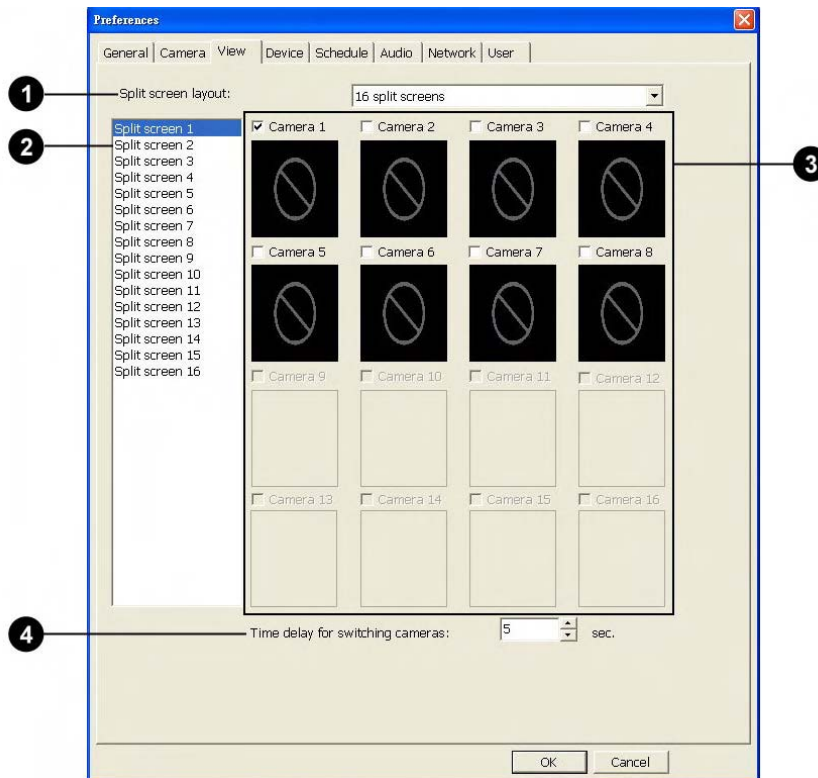 Preferences
General Camera View Device Schedule Audio Network User
1 Split screen layout: 16 split screens
2
3
Split screen 1
Split screen 2
Split screen 3
Split screen 4
Split screen 5
Split screen 6
Split screen 7
Split screen 8
Split screen 9
Split screen 10
Split screen 11
Split screen 12
Split screen 13
Split screen 14
Split screen 15
Split screen 16
Camera 1 Camera 2 Camera 3 Camera 4
Camera 5 Camera 6 Camera 7 Camera 8
Camera 9 Camera 10 Camera 11 Camera 12
Camera 13 Camera 14 Camera 15 Camera 16
4 Time delay for switching cameras: 5 sec.
OK Cancel